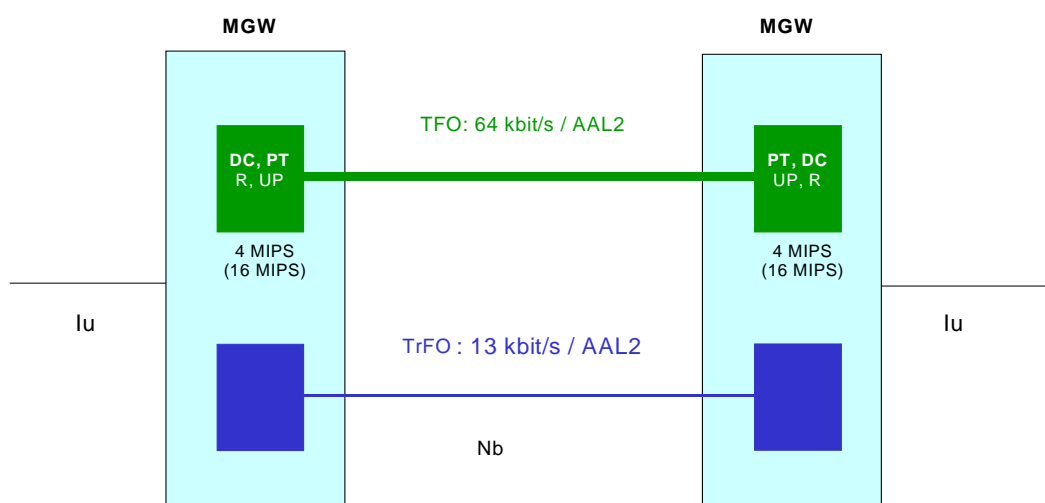 MGW
MGW
TFO: 64 kbit/s / AAL2
DC, PT
R, UP
PT, DC
UP, R
4 MIPS
(16 MIPS)
4 MIPS
(16 MIPS)
Iu
Iu
TrFO : 13 kbit/s / AAL2
Nb